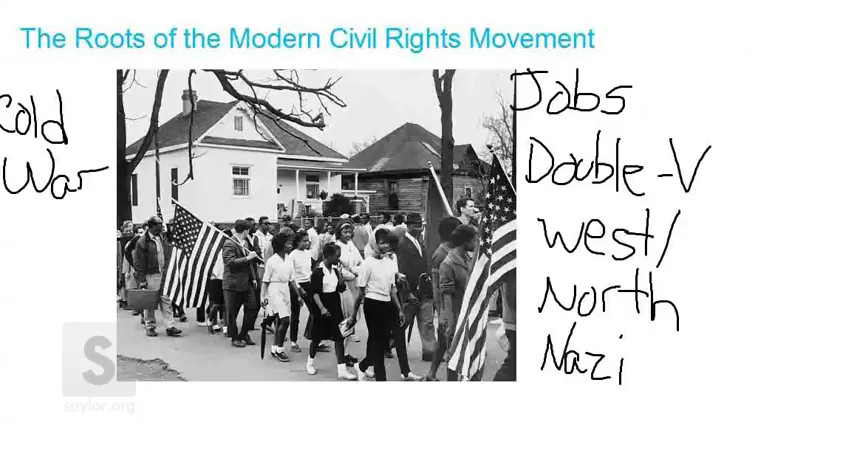 The Roots of the Modern Civil Rights Movement
Cold
War
Jobs
Double-V
West/
North
Nazi
S
saylor.org